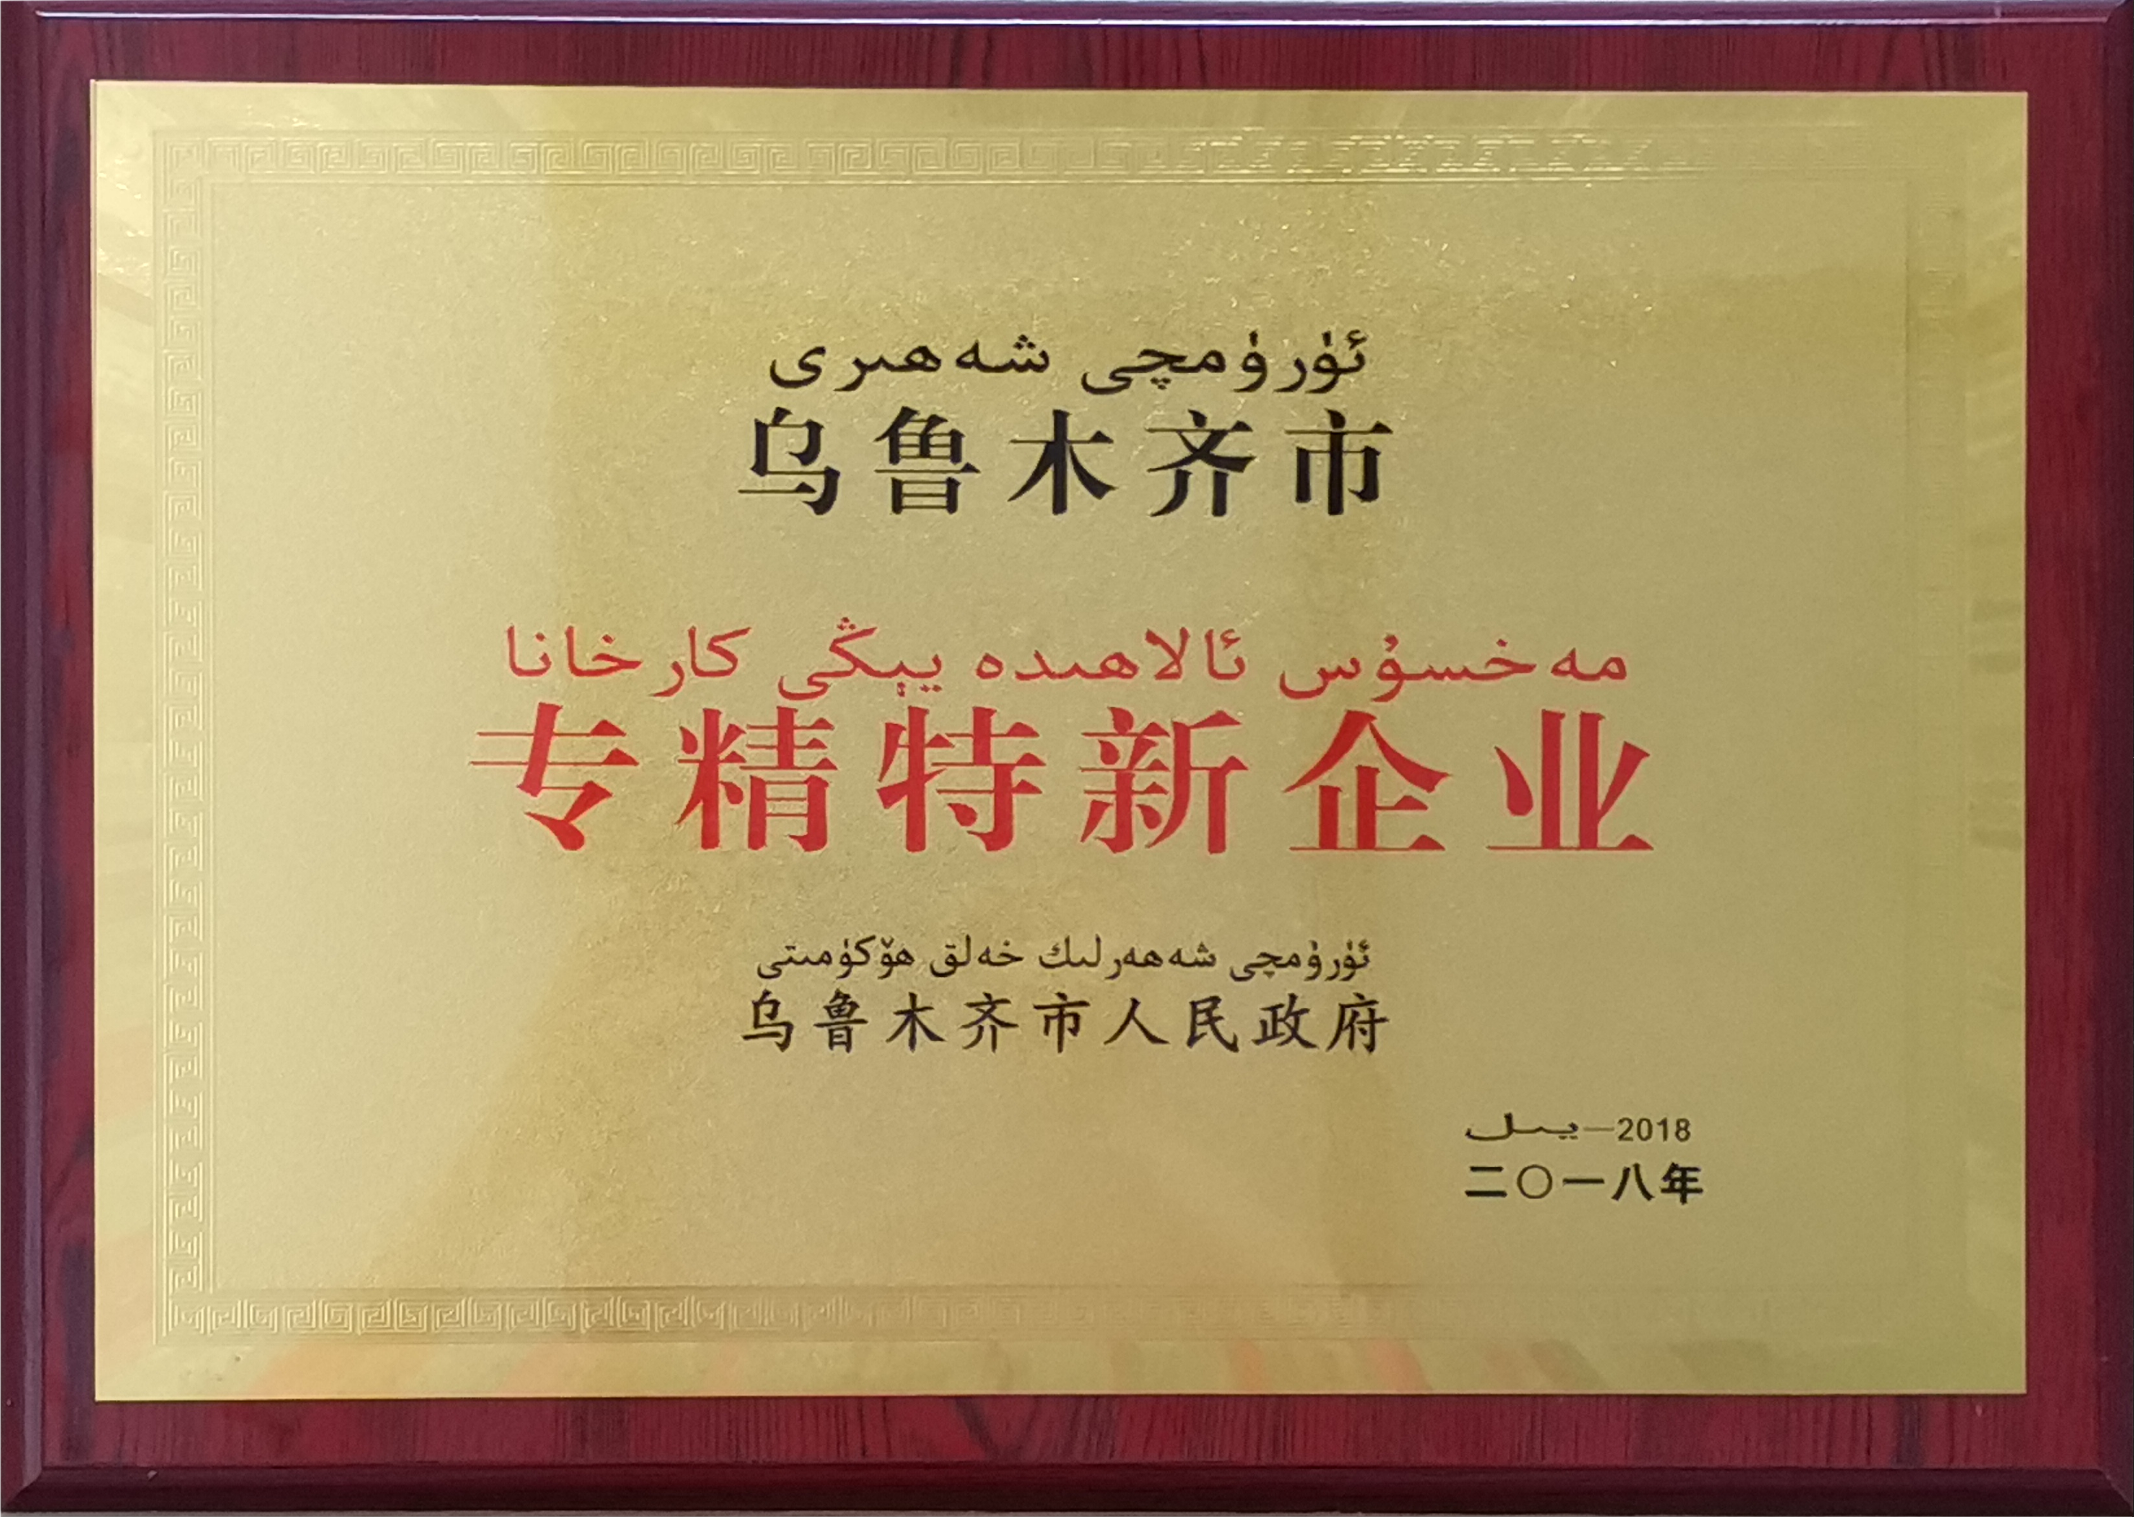 ئۈرۈمچى شەھىرى
乌鲁木齐市
مەخسۇس ئالاھىدە يېڭى كارخانا
专精特新企业
ئۈرۈمچى شەھەرلىك خەلق ھۆكۈمىتى
乌鲁木齐市人民政府
2018—يىل
二〇一八年